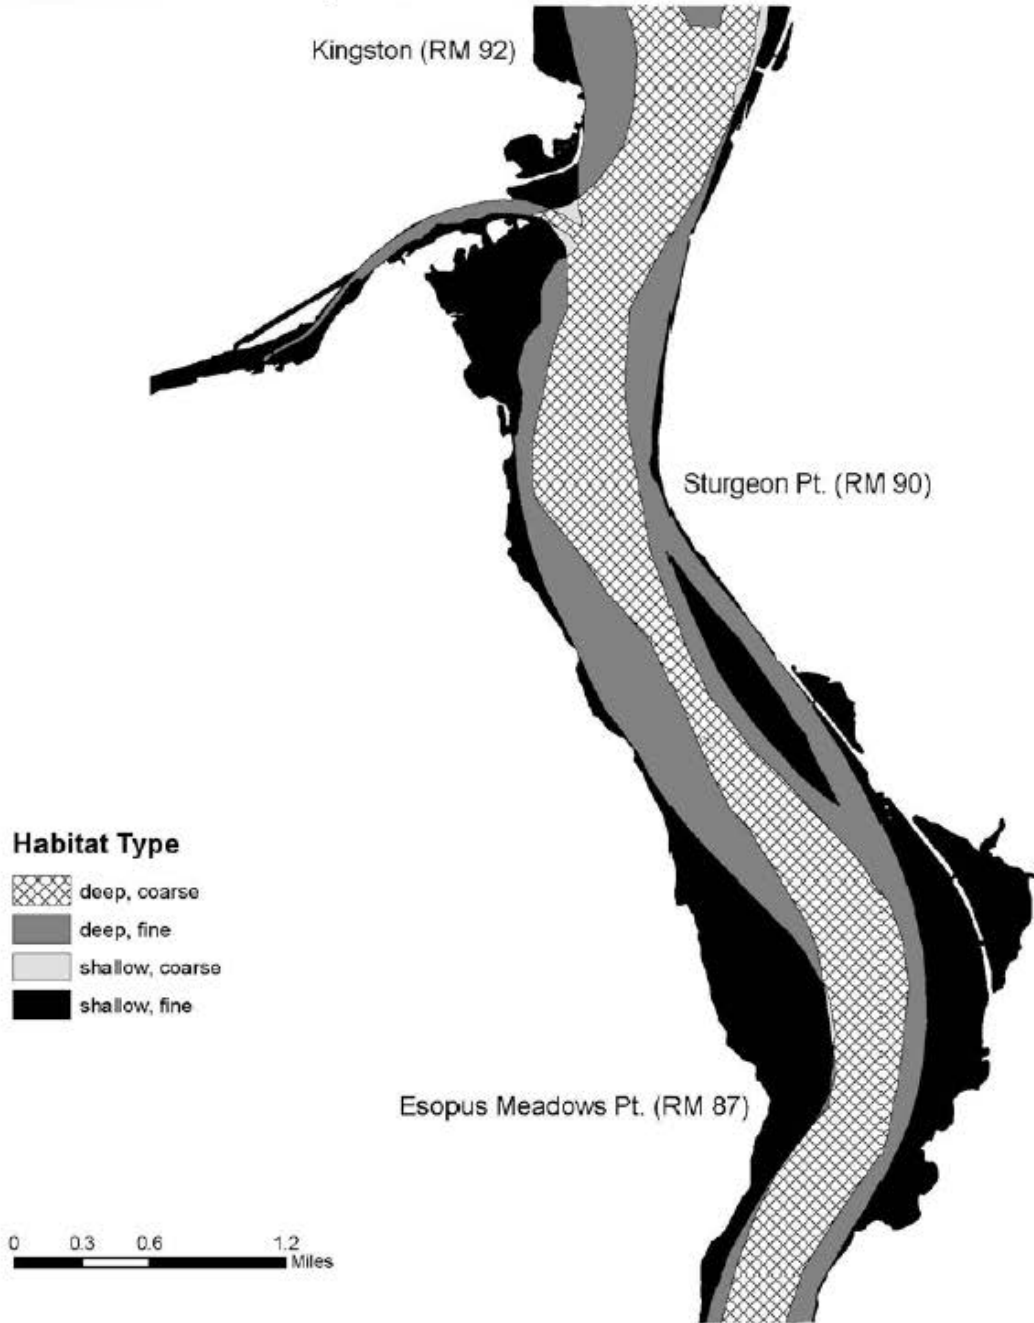 Kingston (RM 92)
Sturgeon Pt. (RM 90)
Habitat Type
deep, coarse
deep, fine
shallow, coarse
shallow, fine
Esopus Meadows Pt. (RM 87)
0 0.3 0.6 1.2
Miles